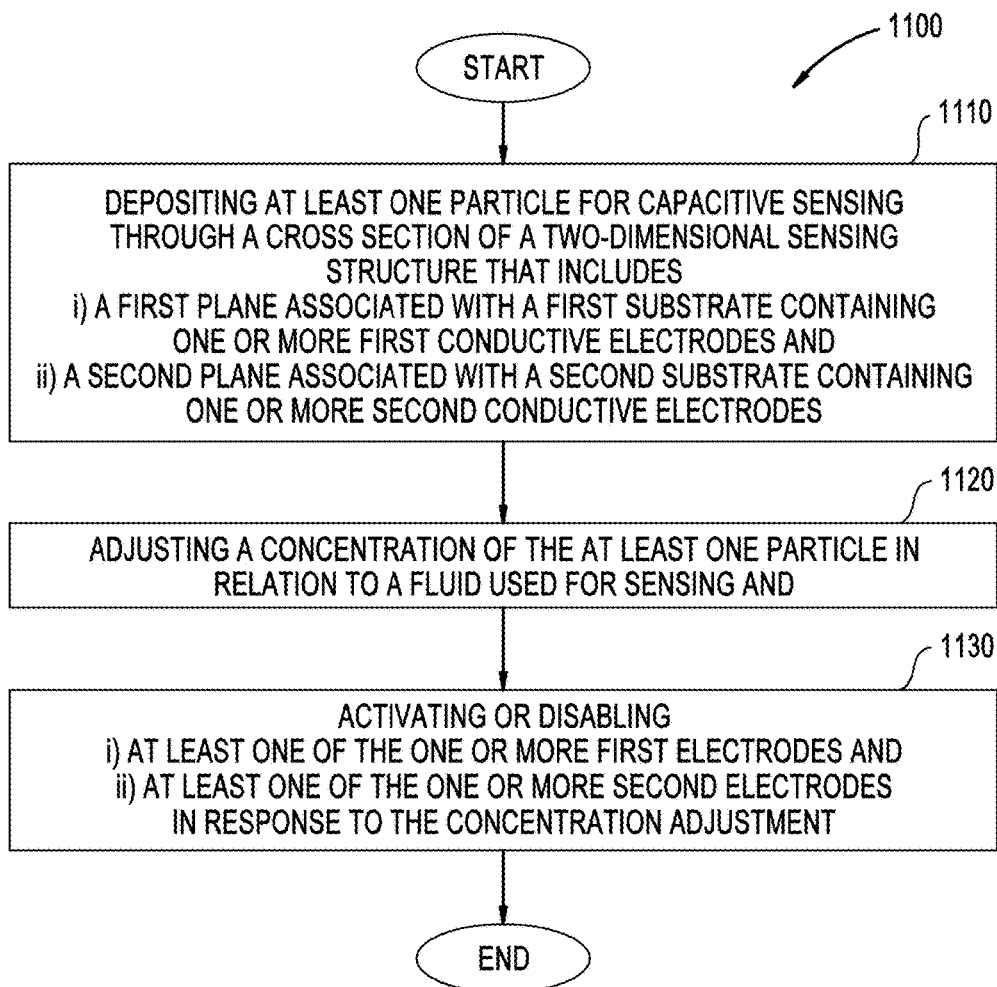 1100
START
1110
DEPOSITING AT LEAST ONE PARTICLE FOR CAPACITIVE SENSING
THROUGH A CROSS SECTION OF A TWO-DIMENSIONAL SENSING
STRUCTURE THAT INCLUDES
i) A FIRST PLANE ASSOCIATED WITH A FIRST SUBSTRATE CONTAINING
ONE OR MORE FIRST CONDUCTIVE ELECTRODES AND
ii) A SECOND PLANE ASSOCIATED WITH A SECOND SUBSTRATE CONTAINING
ONE OR MORE SECOND CONDUCTIVE ELECTRODES
1120
ADJUSTING A CONCENTRATION OF THE AT LEAST ONE PARTICLE IN
RELATION TO A FLUID USED FOR SENSING AND
1130
ACTIVATING OR DISABLING
i) AT LEAST ONE OF THE ONE OR MORE FIRST ELECTRODES AND
ii) AT LEAST ONE OF THE ONE OR MORE SECOND ELECTRODES
IN RESPONSE TO THE CONCENTRATION ADJUSTMENT
END